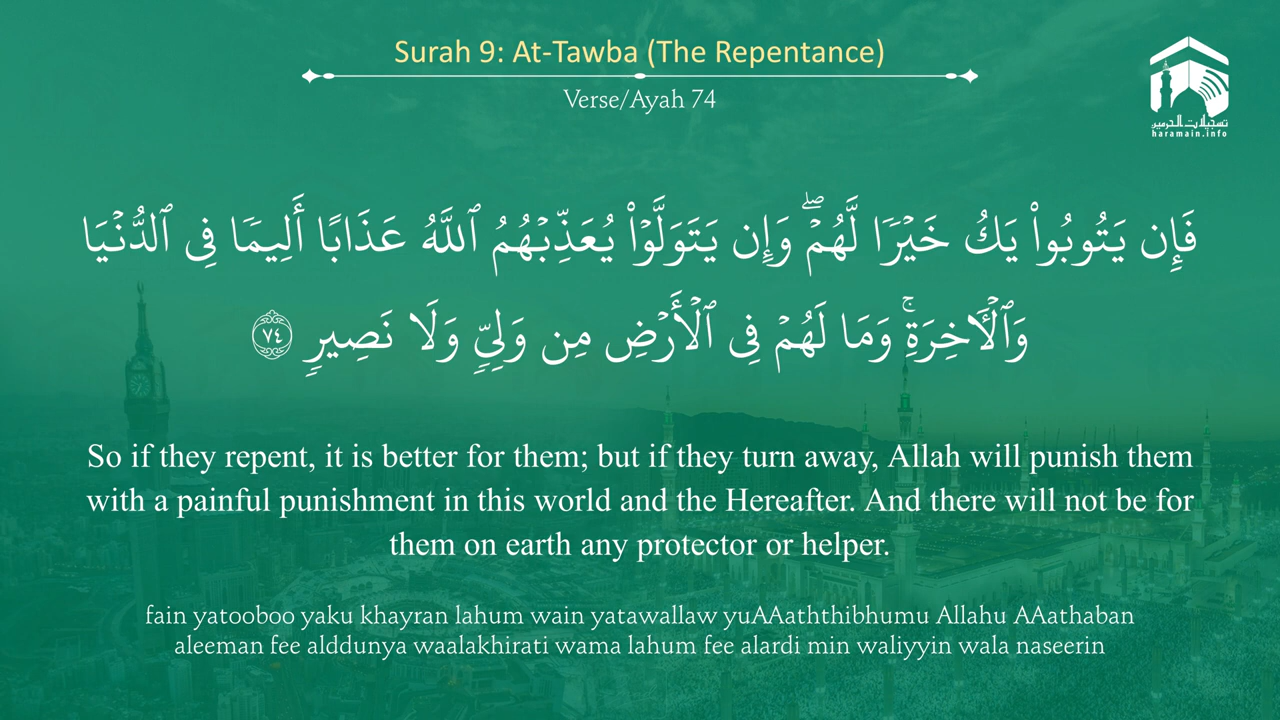 Surah 9: At-Tawba (The Repentance)
Verse/Ayah 74
تسجيلات الحرمين
haramain.info
فَإِن يَتُوبُوا۟ يَكُ خَيْرًۭا لَّهُمْ ۖ وَإِن يَتَوَلَّوْا۟ يُعَذِّبْهُمُ ٱللَّهُ عَذَابًا أَلِيمًۭا فِى ٱلدُّنْيَا
وَٱلْـَٔاخِرَةِ ۚ وَمَا لَهُمْ فِى ٱلْأَرْضِ مِن وَلِىٍّۢ وَلَا نَصِيرٍۢ ٧٤
So if they repent, it is better for them; but if they turn away, Allah will punish them
with a painful punishment in this world and the Hereafter. And there will not be for
them on earth any protector or helper.
fain yatooboo yaku khayran lahum wain yatawallaw yuAAaththibhumu Allahu AAathaban
aleeman fee alddunya waalakhirati wama lahum fee alardi min waliyyin wala naseerin